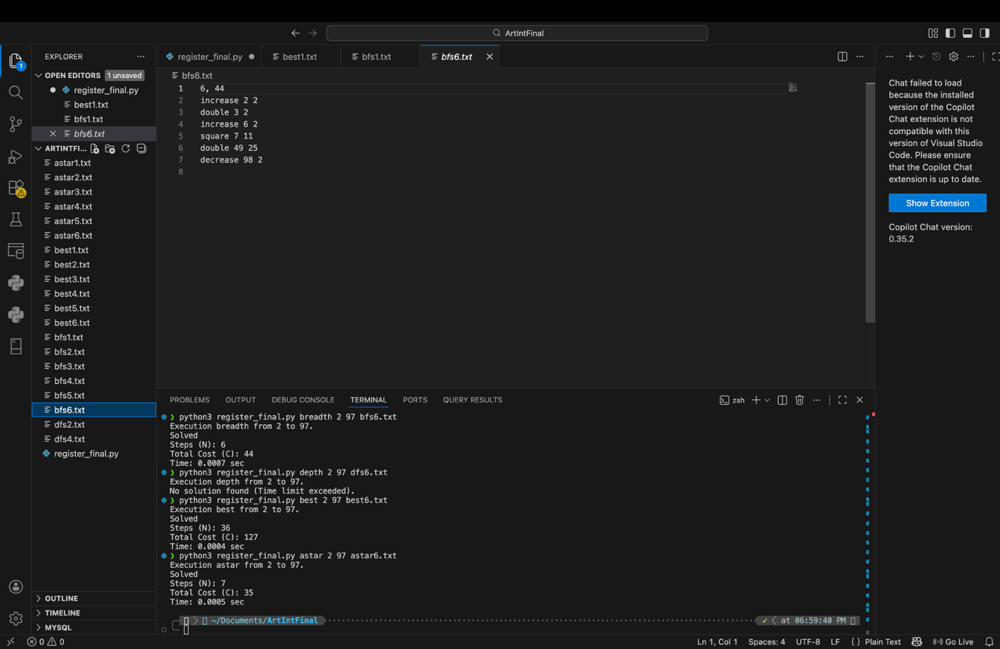 ArtIntFinal
EXPLORER
OPEN EDITORS 1 unsaved
register_final.py
best1.txt
bfs1.txt
bfs6.txt
ARTINTFI...
astar1.txt
astar2.txt
astar3.txt
astar4.txt
astar5.txt
astar6.txt
best1.txt
best2.txt
best3.txt
best4.txt
best5.txt
best6.txt
bfs1.txt
bfs2.txt
bfs3.txt
bfs4.txt
bfs5.txt
bfs6.txt
dfs2.txt
dfs4.txt
register_final.py
OUTLINE
TIMELINE
MYSQL
1
register_final.py best1.txt bfs1.txt bfs6.txt
bfs6.txt
1 6, 44
2 increase 2 2
3 double 3 2
4 increase 6 2
5 square 7 11
6 double 49 25
7 decrease 98 2
8
PROBLEMS OUTPUT DEBUG CONSOLE TERMINAL PORTS QUERY RESULTS
zsh
❯ python3 register_final.py breadth 2 97 bfs6.txt
Execution breadth from 2 to 97.
Solved
Steps (N): 6
Total Cost (C): 44
Time: 0.0007 sec
❯ python3 register_final.py depth 2 97 dfs6.txt
Execution depth from 2 to 97.
No solution found (Time limit exceeded).
❯ python3 register_final.py best 2 97 best6.txt
Execution best from 2 to 97.
Solved
Steps (N): 36
Total Cost (C): 127
Time: 0.0004 sec
❯ python3 register_final.py astar 2 97 astar6.txt
Execution astar from 2 to 97.
Solved
Steps (N): 7
Total Cost (C): 35
Time: 0.0005 sec
~/Documents/ArtIntFinal
✔ at 06:59:40 PM
Chat failed to load
because the installed
version of the Copilot
Chat extension is not
compatible with this
version of Visual Studio
Code. Please ensure
that the Copilot Chat
extension is up to date.
Show Extension
Copilot Chat version:
0.35.2
0 0
Ln 1, Col 1 Spaces: 4 UTF-8 LF {} Plain Text Go Live